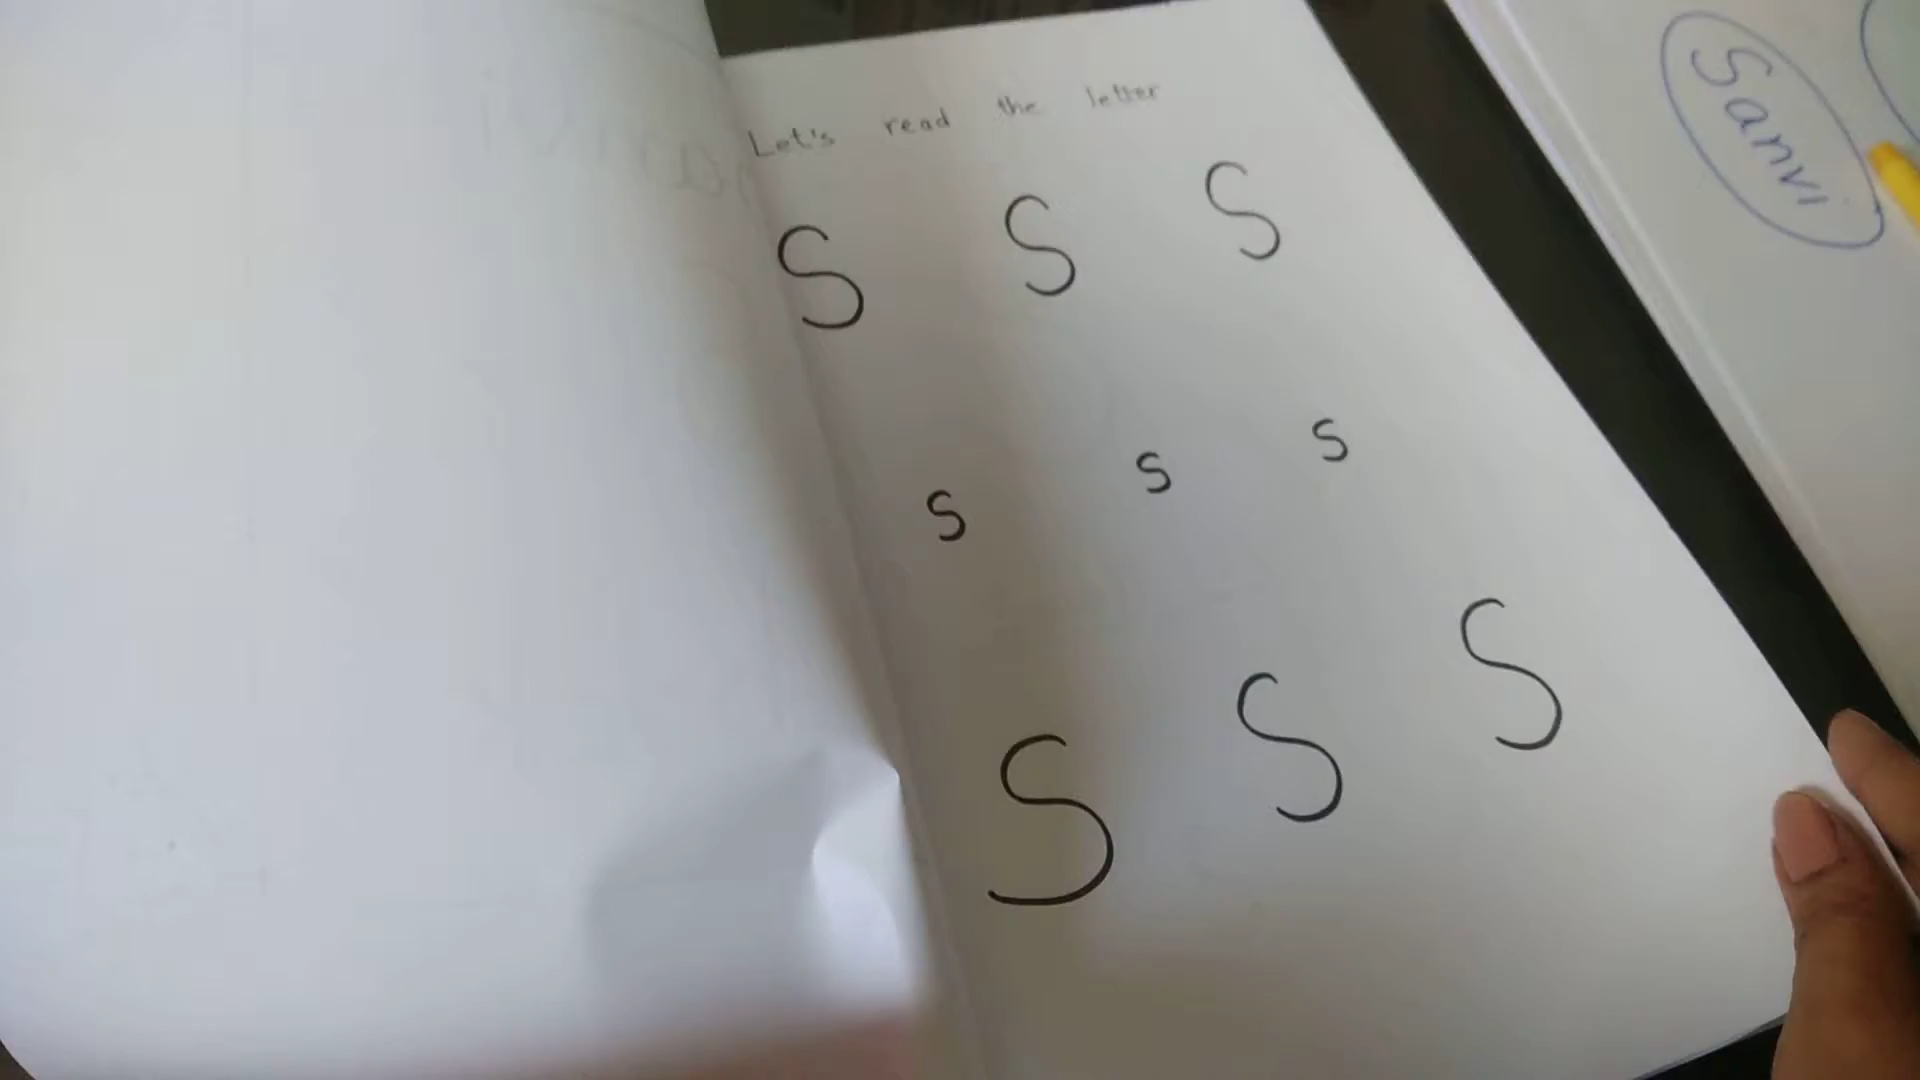 Let's read the letter
S S S
s s s
S S S
Sanvi